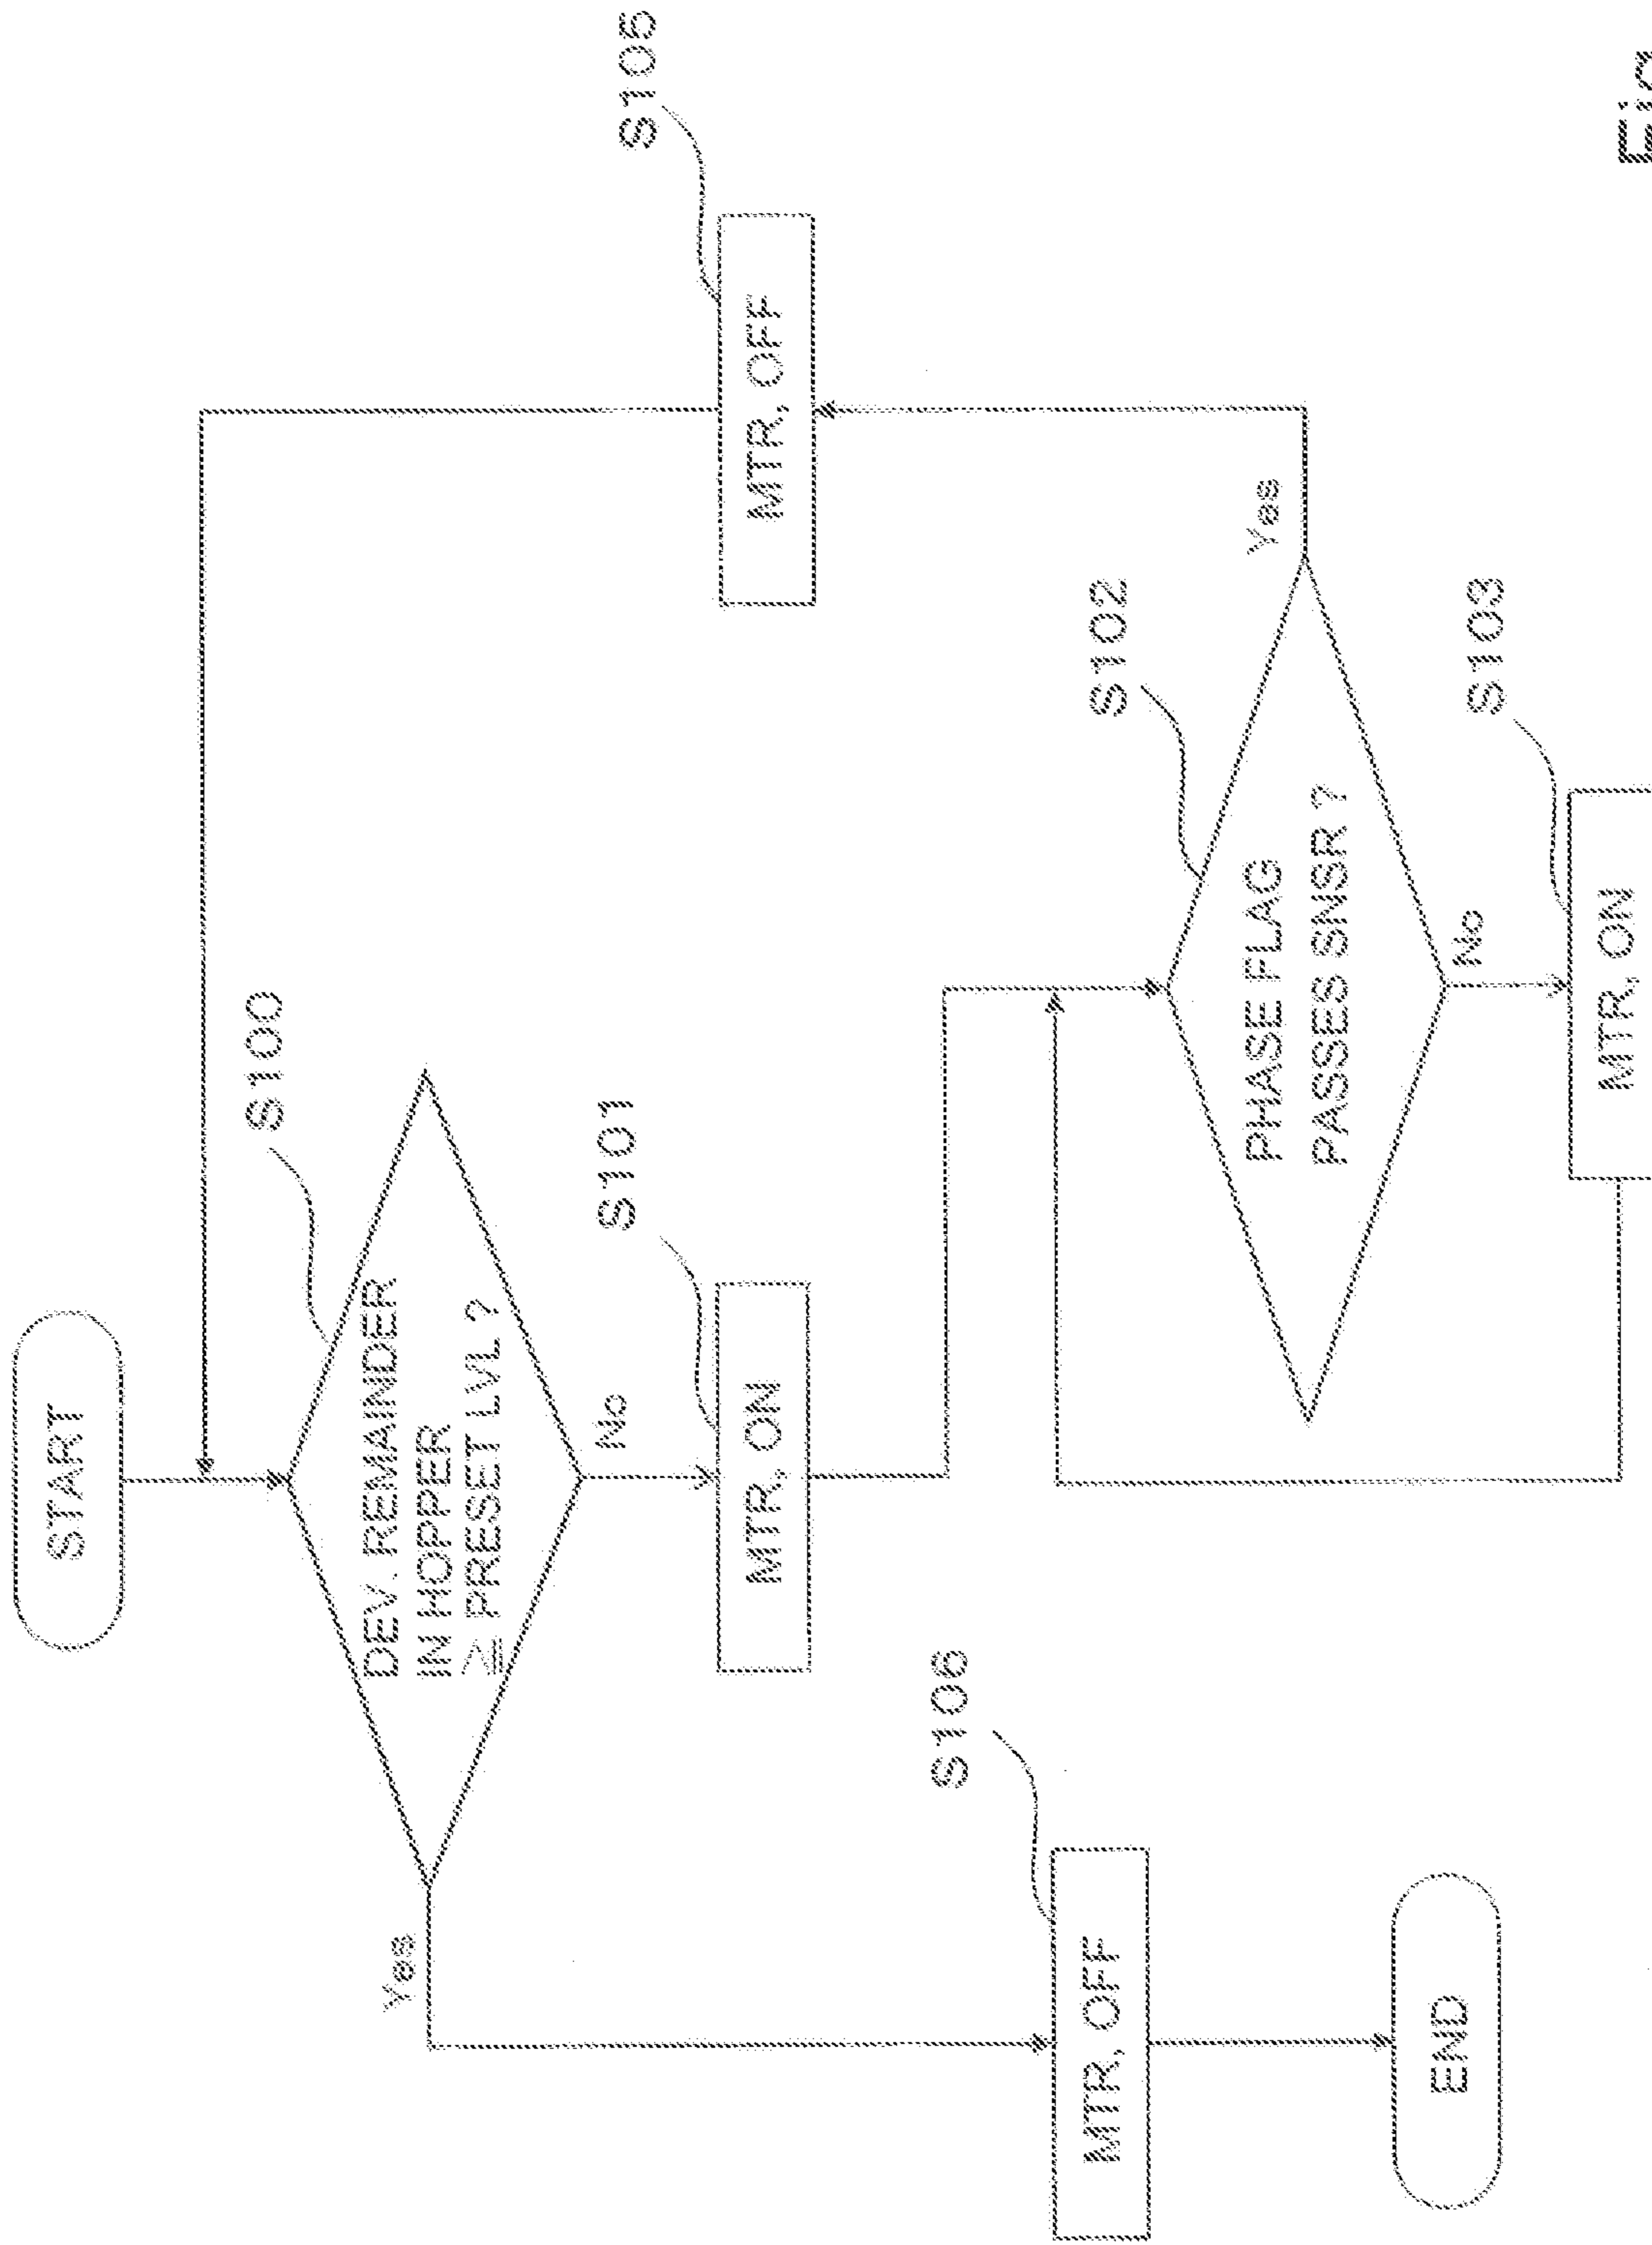 START
S100
DEV. REMAINDER
IN HOPPER
≧ PRESET LVL ?
Yes
No
S101
MTR, ON
S105
MTR, OFF
S106
MTR, OFF
END
S102
PHASE FLAG
PASSES SNSR ?
Yes
No
S103
MTR, ON
Fig